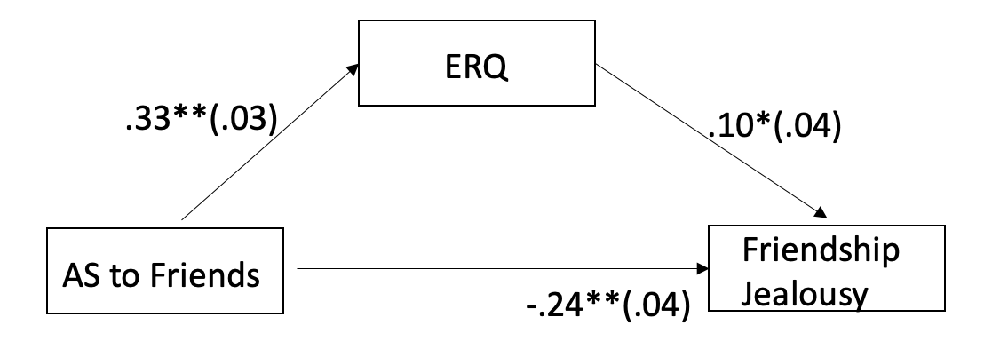 ERQ
.33**(.03)
.10*(.04)
AS to Friends
Friendship
Jealousy
-.24**(.04)